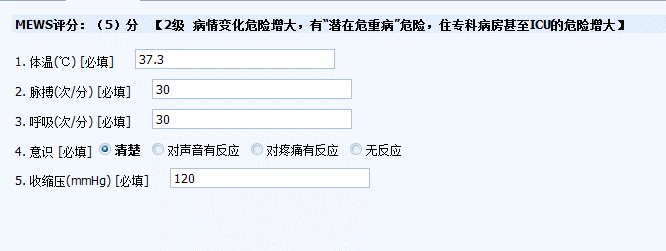 MEWS评分：（5）分 【2级 病情变化危险增大，有“潜在危重病”危险，住专科病房甚至ICU的危险增大】
1. 体温(℃) [必填] 37.3
2. 脉搏(次/分) [必填] 30
3. 呼吸(次/分) [必填] 30
4. 意识 [必填] 清楚 对声音有反应 对疼痛有反应 无反应
5. 收缩压(mmHg) [必填] 120